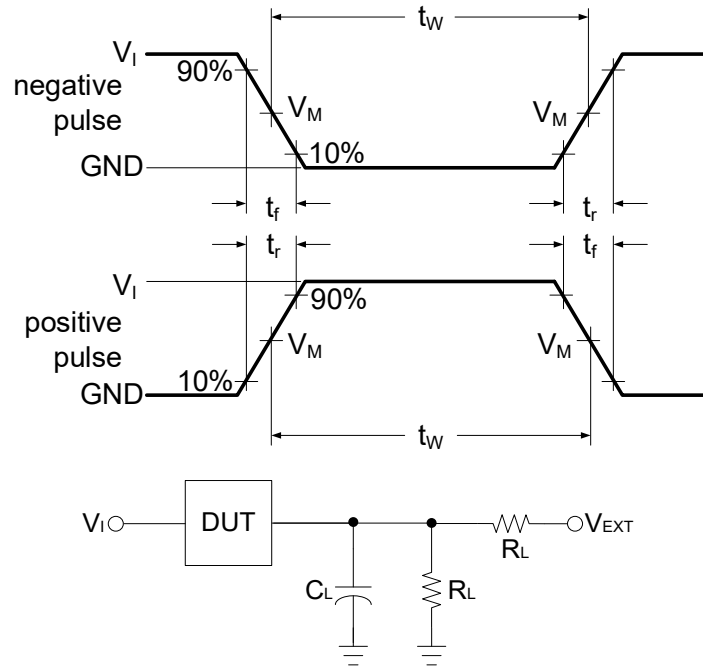 tW
VI
90%
negative
pulse
VM
VM
10%
GND
tf
tr
tr
tf
VI
90%
positive
pulse
VM
VM
10%
GND
tW
VI
DUT
VEXT
RL
CL
RL